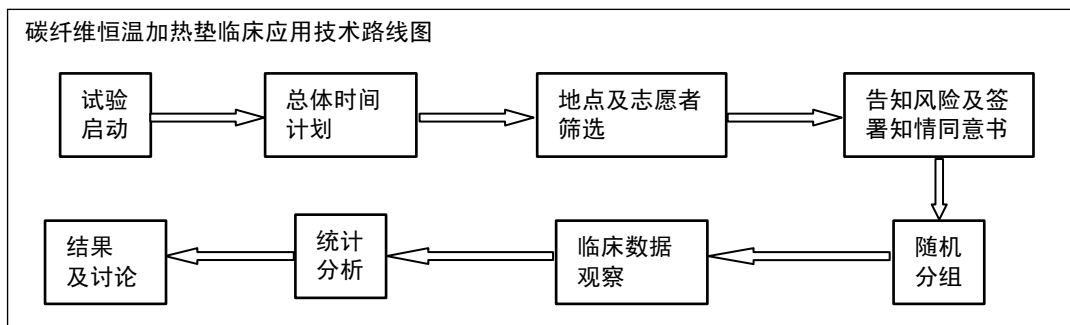 碳纤维恒温加热垫临床应用技术路线图
试验
启动
总体时间
计划
地点及志愿者
筛选
告知风险及签
署知情同意书
随机
分组
临床数据
观察
统计
分析
结果
及讨论